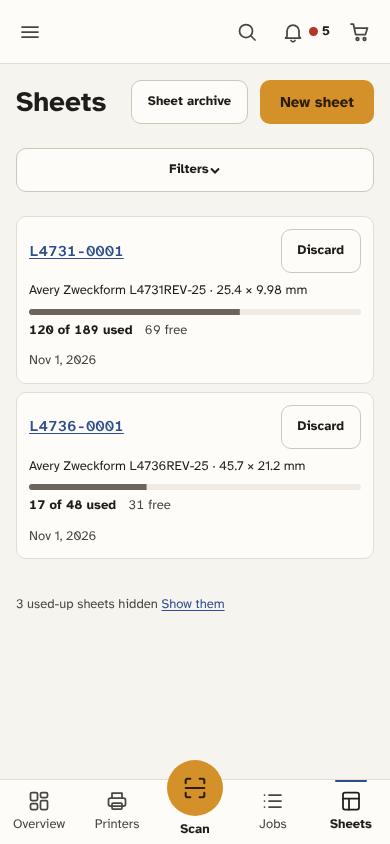 5
Sheets
Sheet archive
New sheet
Filters
L4731-0001
Discard
Avery Zweckform L4731REV-25 · 25.4 × 9.98 mm
120 of 189 used 69 free
Nov 1, 2026
L4736-0001
Discard
Avery Zweckform L4736REV-25 · 45.7 × 21.2 mm
17 of 48 used 31 free
Nov 1, 2026
3 used-up sheets hidden Show them
Overview
Printers
Scan
Jobs
Sheets